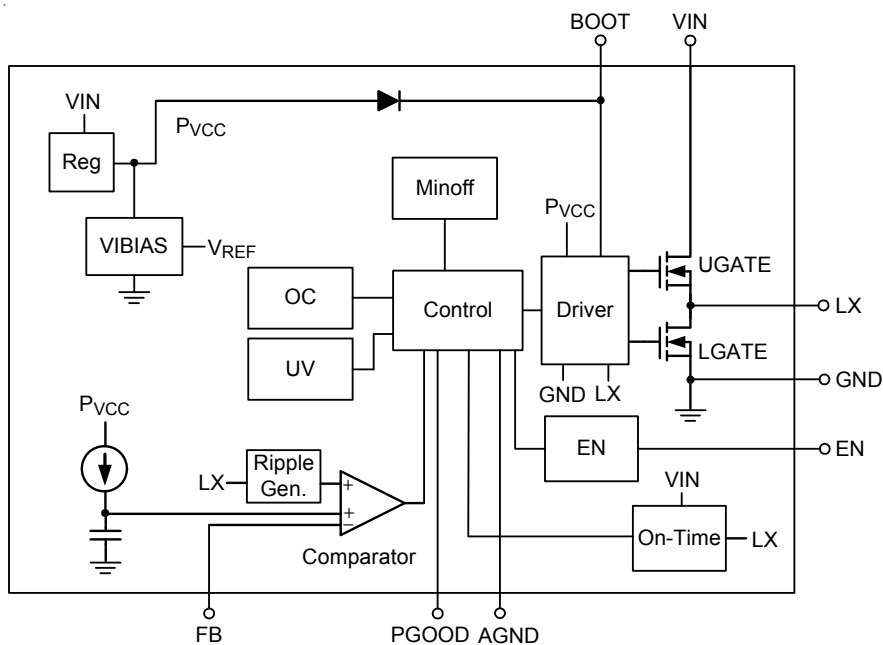 BOOT VIN
VIN
PVCC
Reg
Minoff
PVCC
VIBIAS
VREF
UGATE
OC
Control
Driver
LX
UV
LGATE
GND LX
GND
PVCC
EN
EN
Ripple
Gen.
LX
VIN
+
+
−
On-Time
LX
Comparator
FB
PGOOD AGND